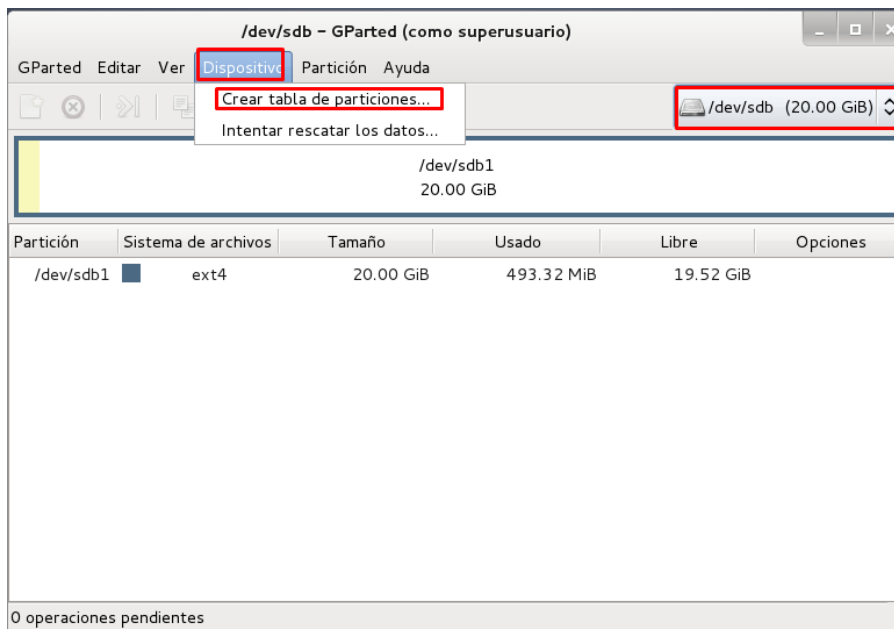 /dev/sdb - GParted (como superusuario)
GParted Editar Ver Dispositivo Partición Ayuda
Crear tabla de particiones...
/dev/sdb (20.00 GiB)
Intentar rescatar los datos...
/dev/sdb1
20.00 GiB
Partición Sistema de archivos Tamaño Usado Libre Opciones
/dev/sdb1 ext4 20.00 GiB 493.32 MiB 19.52 GiB
0 operaciones pendientes